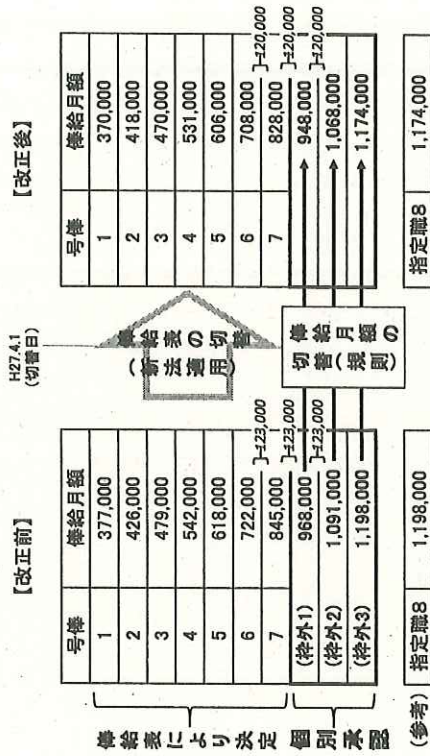 H27.4.1
(切替日)
【改正前】
号俸 俸給月額
1 377,000
2 426,000
3 479,000
4 542,000
5 618,000
6 722,000
7 845,000
(枠外1) 968,000
(枠外2) 1,091,000
(枠外3) 1,198,000
123,000
123,000
123,000
俸給表により決定
個別承認
(参考) 指定職8 1,198,000
俸給表の切替
(新法適用)
俸給月額の
切替(規則)
【改正後】
号俸 俸給月額
1 370,000
2 418,000
3 470,000
4 531,000
5 606,000
6 708,000
7 828,000
948,000
1,068,000
1,174,000
120,000
120,000
120,000
指定職8 1,174,000